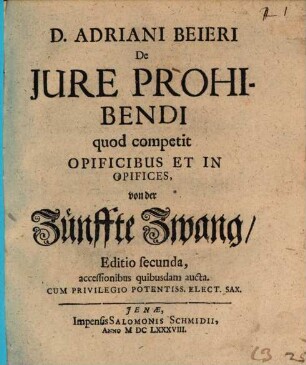 D. ADRIANI BEIERI
De
JURE PROHI-
BENDI
quod competit
OPIFICIBUS ET IN
OPIFICES,
von der
Zünffte Zwang/
Editio secunda,
accessionibus quibusdam aucta.
CUM PRIVILEGIO POTENTISS. ELECT. SAX.
JENÆ,
Impensis SALOMONIS SCHMIDII,
ANNO M DC LXXXVIII.